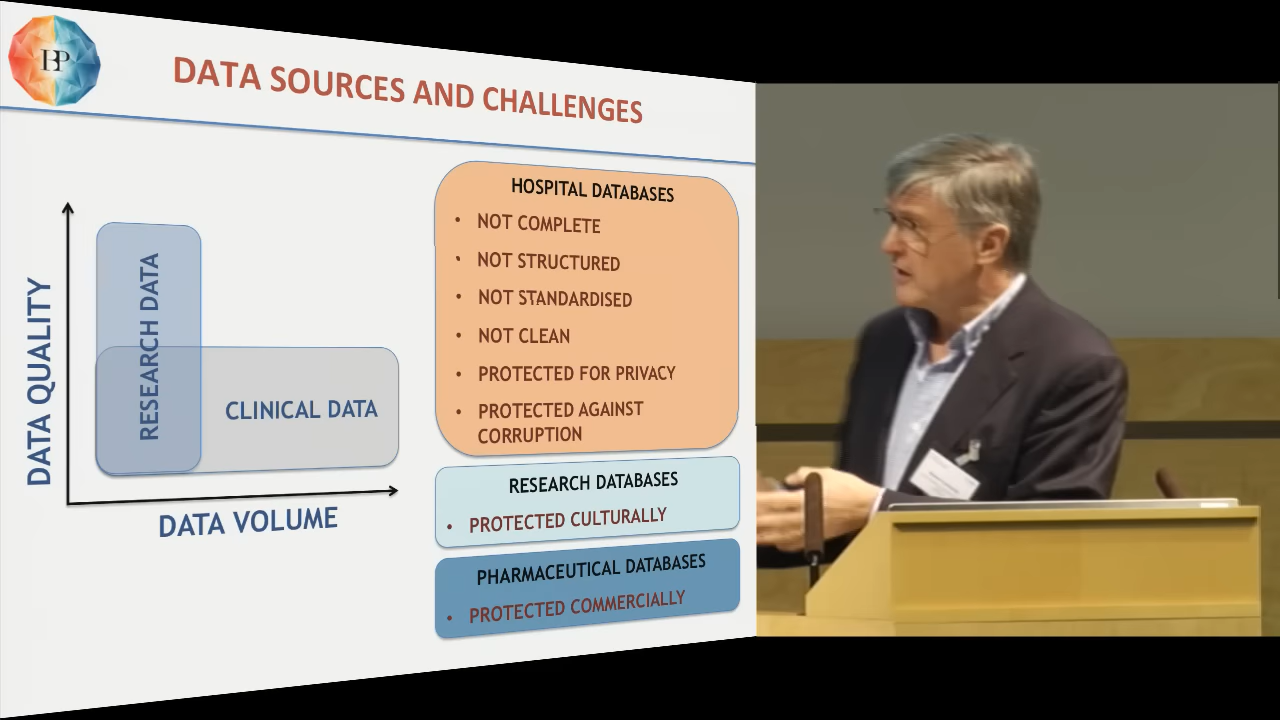 HBP
DATA SOURCES AND CHALLENGES
DATA QUALITY
RESEARCH DATA
CLINICAL DATA
DATA VOLUME
HOSPITAL DATABASES
• NOT COMPLETE
• NOT STRUCTURED
• NOT STANDARDISED
• NOT CLEAN
• PROTECTED FOR PRIVACY
• PROTECTED AGAINST
CORRUPTION
RESEARCH DATABASES
• PROTECTED CULTURALLY
PHARMACEUTICAL DATABASES
• PROTECTED COMMERCIALLY